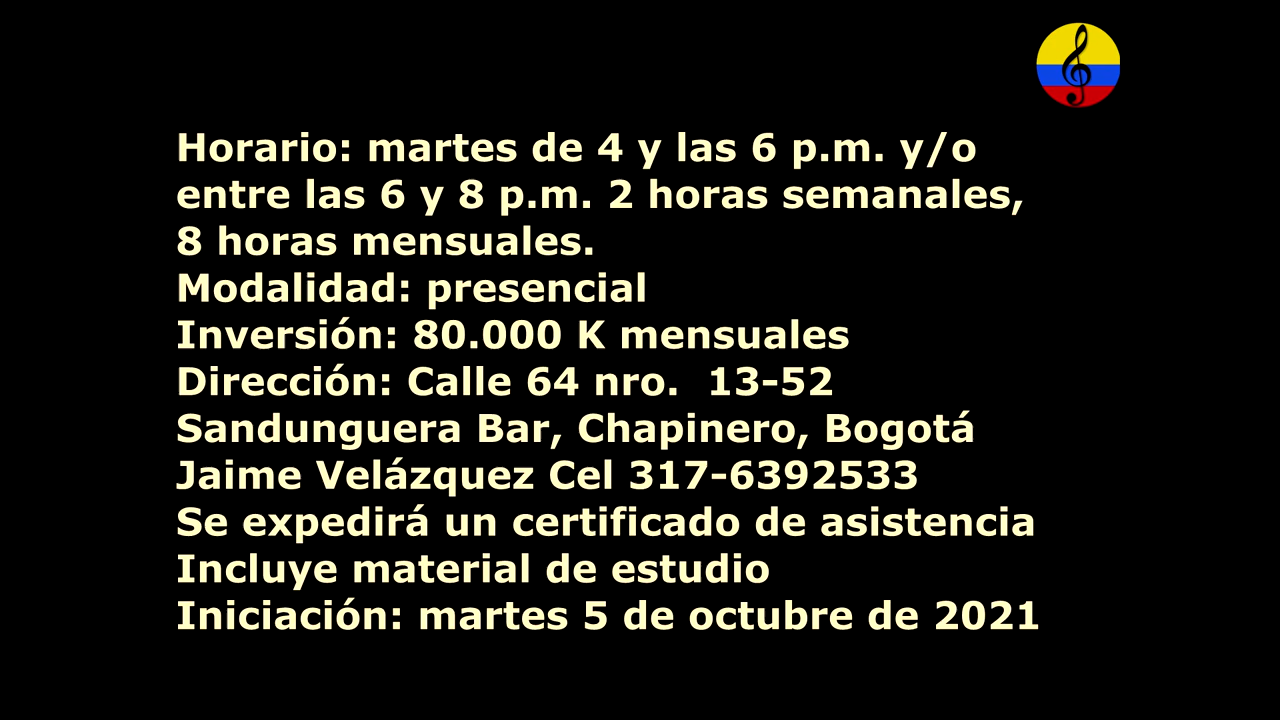 Horario: martes de 4 y las 6 p.m. y/o
entre las 6 y 8 p.m. 2 horas semanales,
8 horas mensuales.
Modalidad: presencial
Inversión: 80.000 K mensuales
Dirección: Calle 64 nro.  13-52
Sandunguera Bar, Chapinero, Bogotá
Jaime Velázquez Cel 317-6392533
Se expedirá un certificado de asistencia
Incluye material de estudio
Iniciación: martes 5 de octubre de 2021